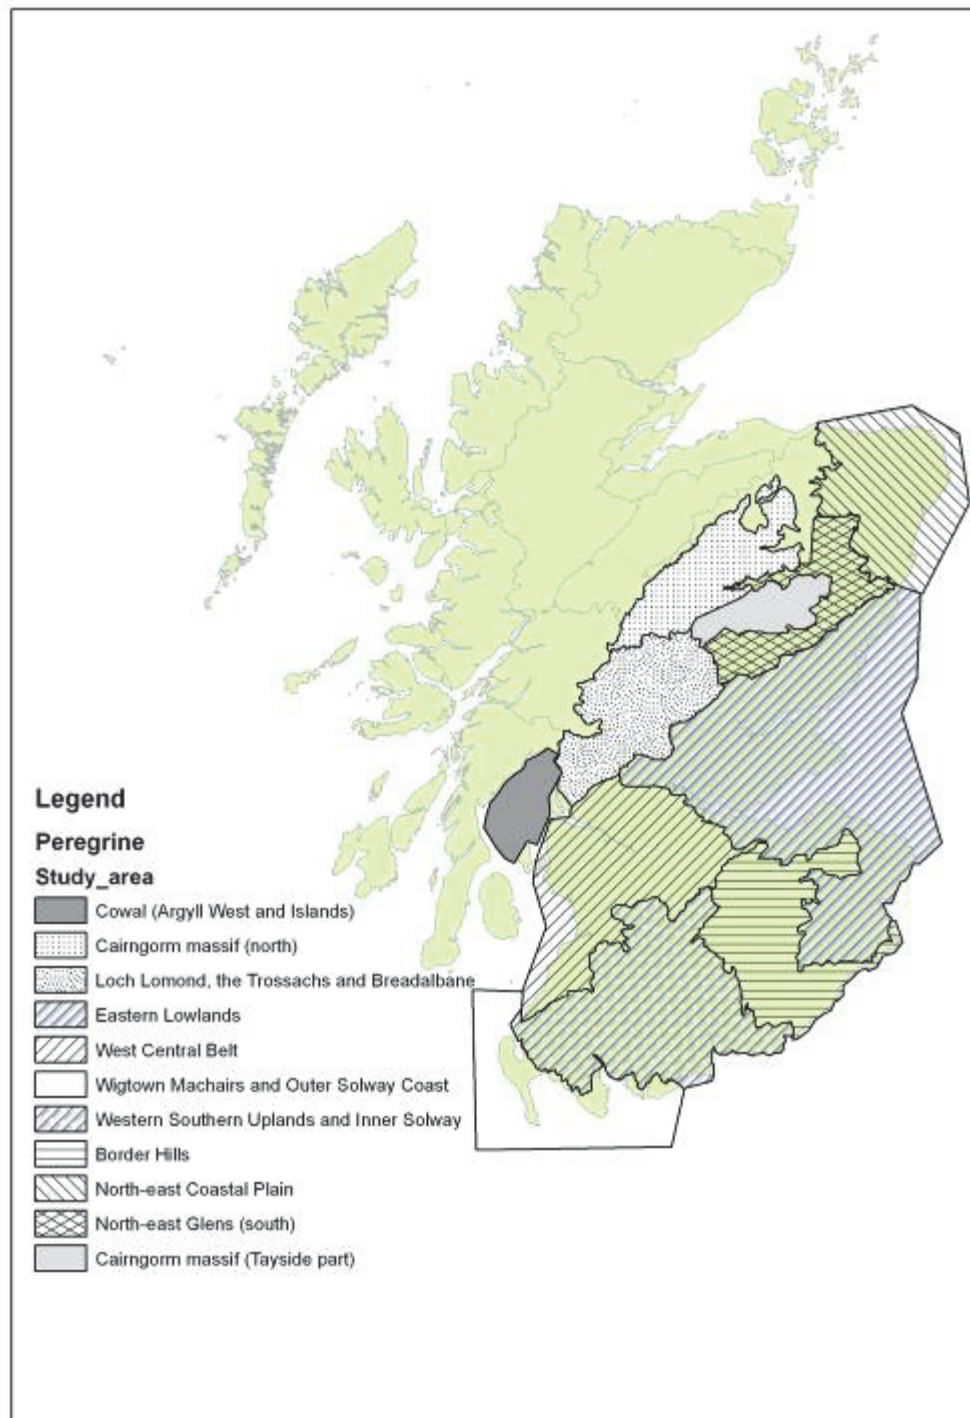 Legend
Peregrine
Study_area
Cowal (Argyll West and Islands)
Cairngorm massif (north)
Loch Lomond, the Trossachs and Breadalbane
Eastern Lowlands
West Central Belt
Wigtown Machairs and Outer Solway Coast
Western Southern Uplands and Inner Solway
Border Hills
North-east Coastal Plain
North-east Glens (south)
Cairngorm massif (Tayside part)